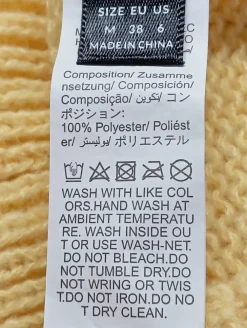 SIZE EU US
M 38 6
MADE IN CHINA
Composition/ Zusamme
nsetzung/ Composición/
Composição/ تكوين/ コン
ポジション:
100% Polyester/ Poliést
er/ بوليستر/ ポリエステル
WASH WITH LIKE COL
ORS.HAND WASH AT
AMBIENT TEMPERATU
RE. WASH INSIDE OU
T OR USE WASH-NET.
DO NOT BLEACH.DO
NOT TUMBLE DRY.DO
NOT WRING OR TWIS
T.DO NOT IRON.DO NO
T DRY CLEAN.